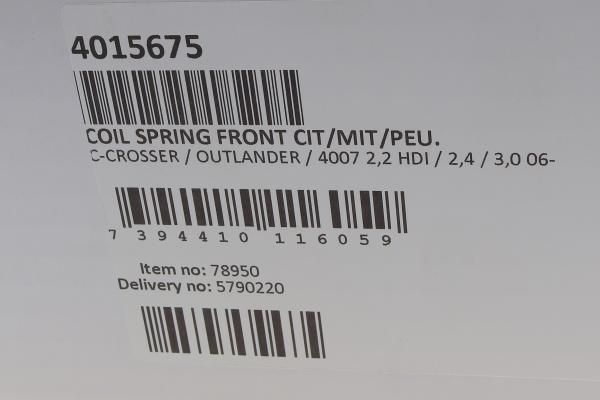 4015675
COIL SPRING FRONT CIT/MIT/PEU.
C-CROSSER / OUTLANDER / 4007 2,2 HDI / 2,4 / 3,0 06-
7 394410 116059
Item no: 78950
Delivery no: 5790220